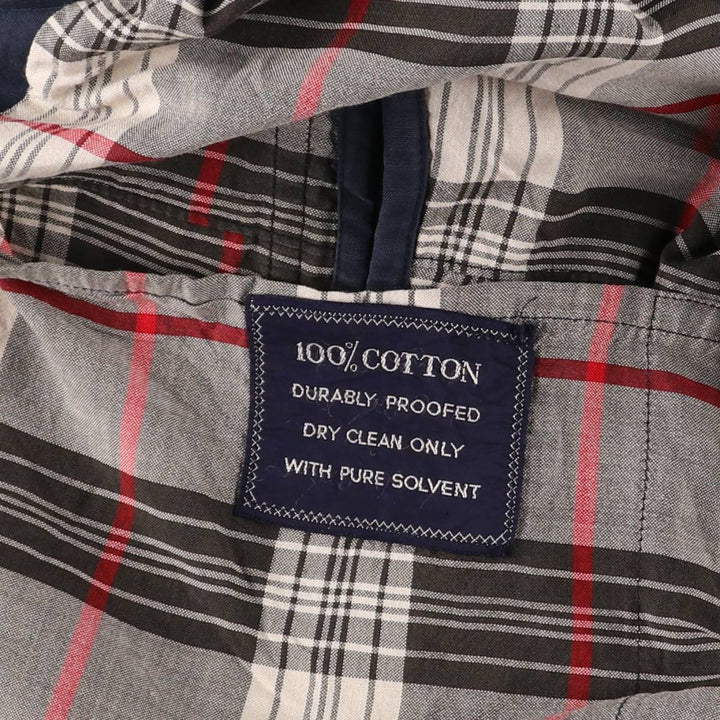 100% COTTON
DURABLY PROOFED
DRY CLEAN ONLY
WITH PURE SOLVENT